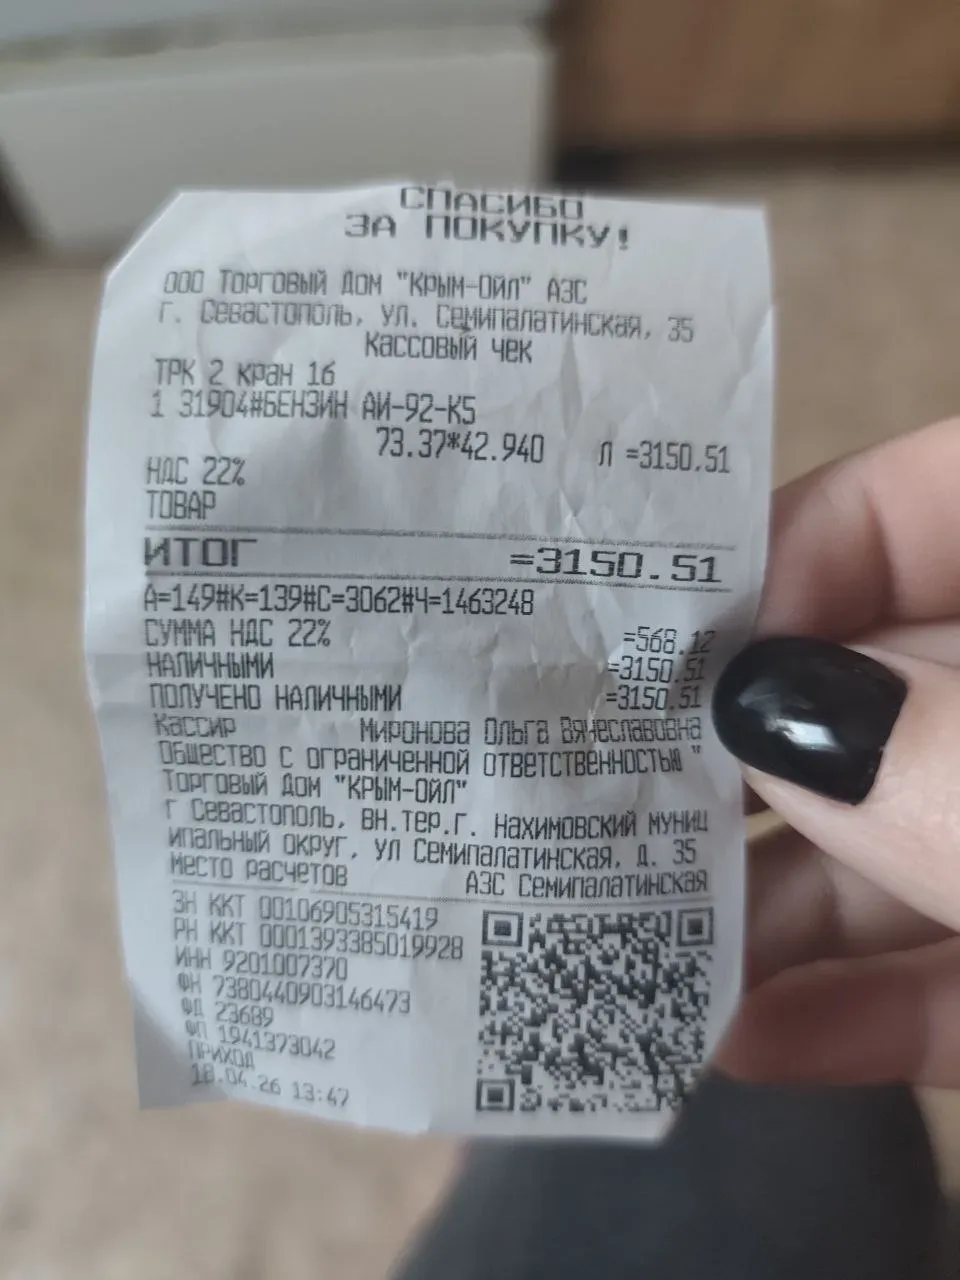 СПАСИБО
ЗА ПОКУПКУ!
ООО ТОРГОВЫЙ ДОМ "КРЫМ-ОЙЛ" АЗС
Г. СЕВАСТОПОЛЬ, УЛ. СЕМИПАЛАТИНСКАЯ, 35
КАССОВЫЙ ЧЕК
ТРК 2 кран 16
1 31904#БЕНЗИН АИ-92-К5
73.37*42.940 Л =3150.51
НДС 22%
ТОВАР
ИТОГ =3150.51
А=149#К=139#С=3062#Ч=1463248
СУММА НДС 22% =568.12
НАЛИЧНЫМИ =3150.51
ПОЛУЧЕНО НАЛИЧНЫМИ =3150.51
Кассир Миронова Ольга Вячеславовна
ОБЩЕСТВО С ОГРАНИЧЕННОЙ ОТВЕТСТВЕННОСТЬЮ "
ТОРГОВЫЙ ДОМ "КРЫМ-ОЙЛ"
Г СЕВАСТОПОЛЬ, ВН.ТЕР.Г. НАХИМОВСКИЙ МУНИЦ
ИПАЛЬНЫЙ ОКРУГ, УЛ СЕМИПАЛАТИНСКАЯ, Д. 35
Место расчетов АЗС Семипалатинская
ЗН ККТ 00106905315419
РН ККТ 0001393385019928
ИНН 9201007370
ФН 7380440903146473
ФД 23689
ФП 1941373042
ПРИХОД
18.04.26 13:47